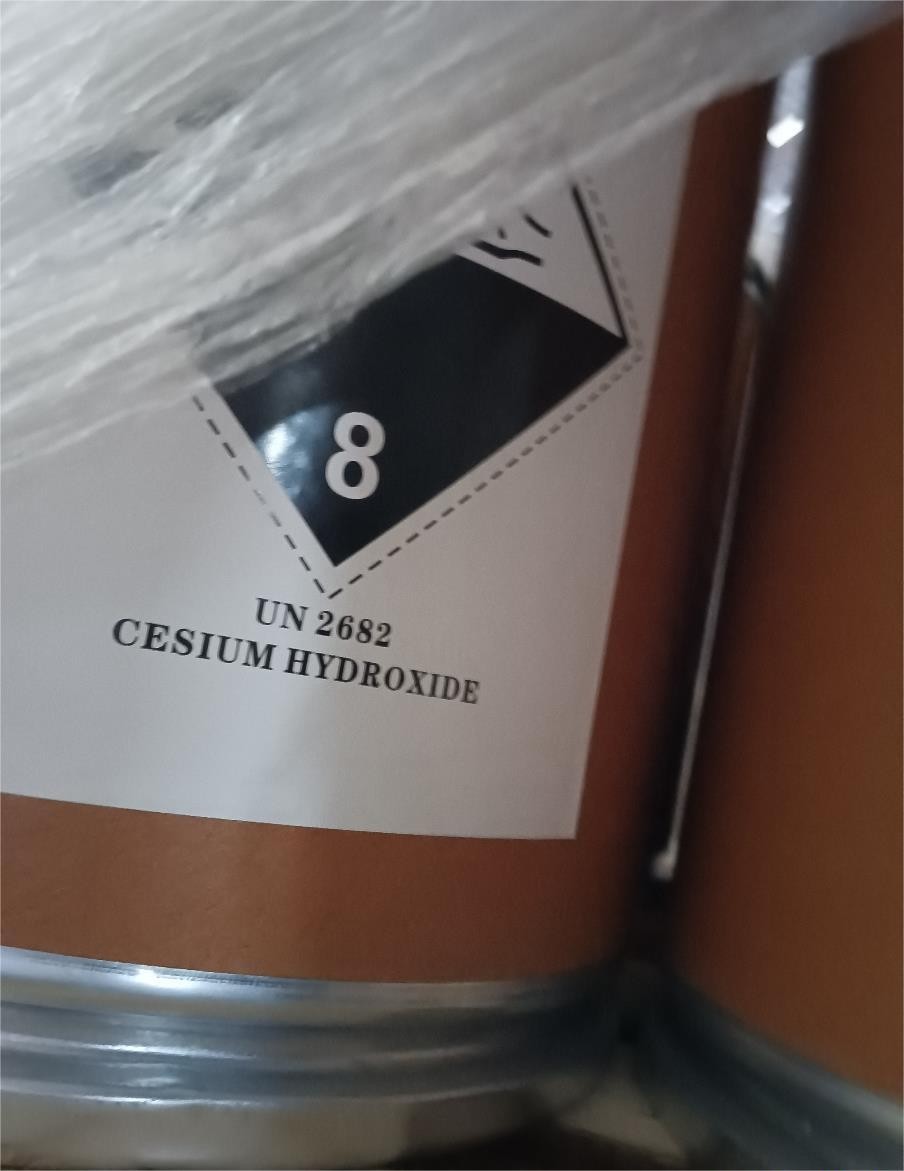 8
UN 2682
CESIUM HYDROXIDE